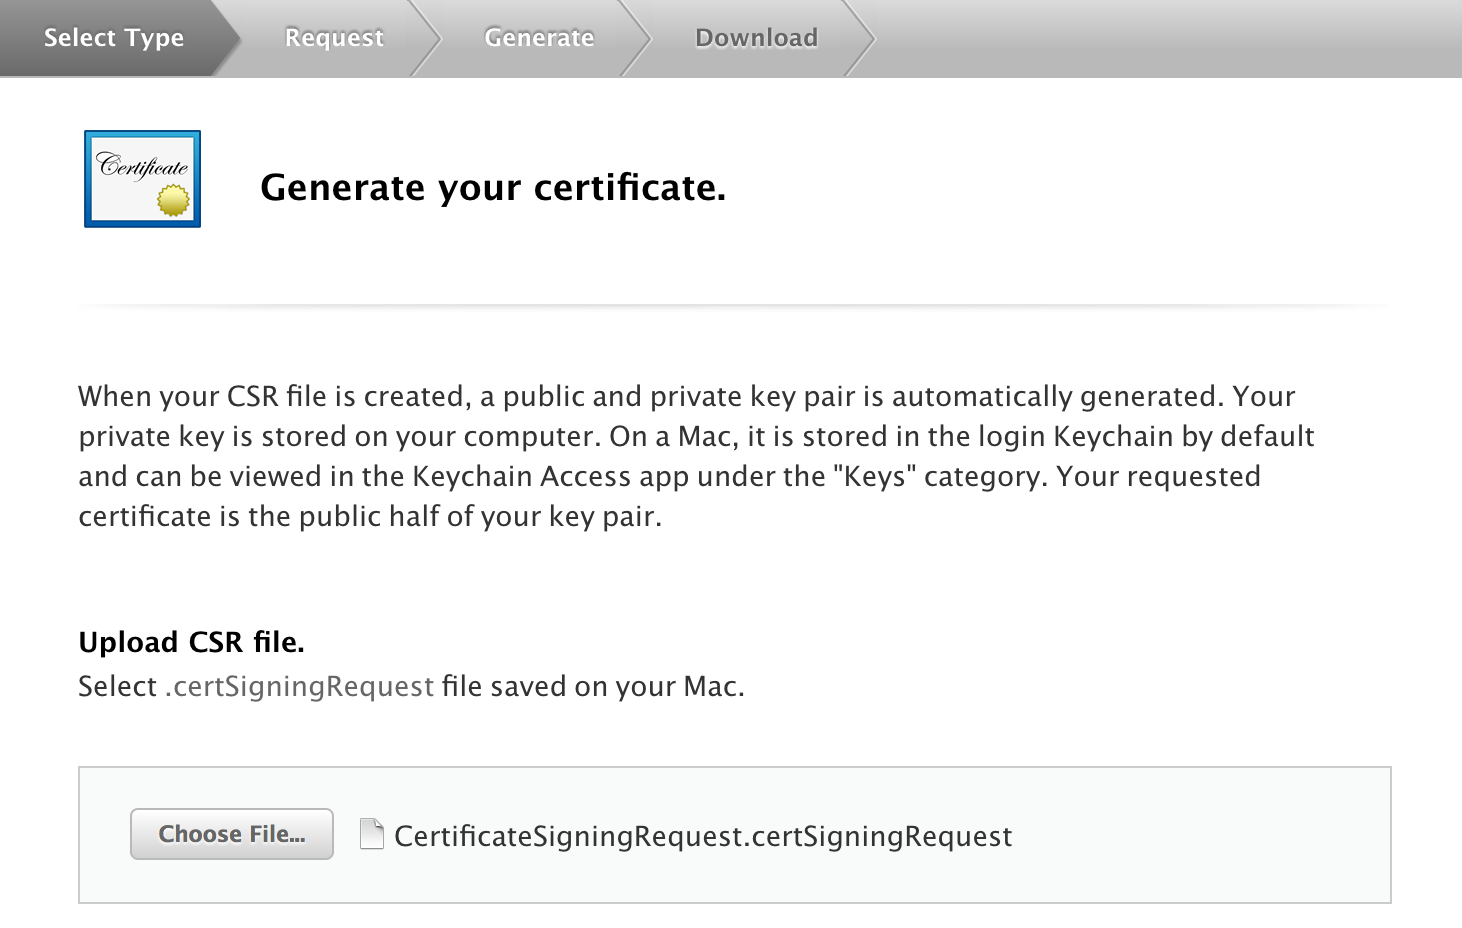 Select Type Request Generate Download
Certificate
Generate your certificate.
When your CSR file is created, a public and private key pair is automatically generated. Your
private key is stored on your computer. On a Mac, it is stored in the login Keychain by default
and can be viewed in the Keychain Access app under the "Keys" category. Your requested
certificate is the public half of your key pair.
Upload CSR file.
Select .certSigningRequest file saved on your Mac.
Choose File... CertificateSigningRequest.certSigningRequest